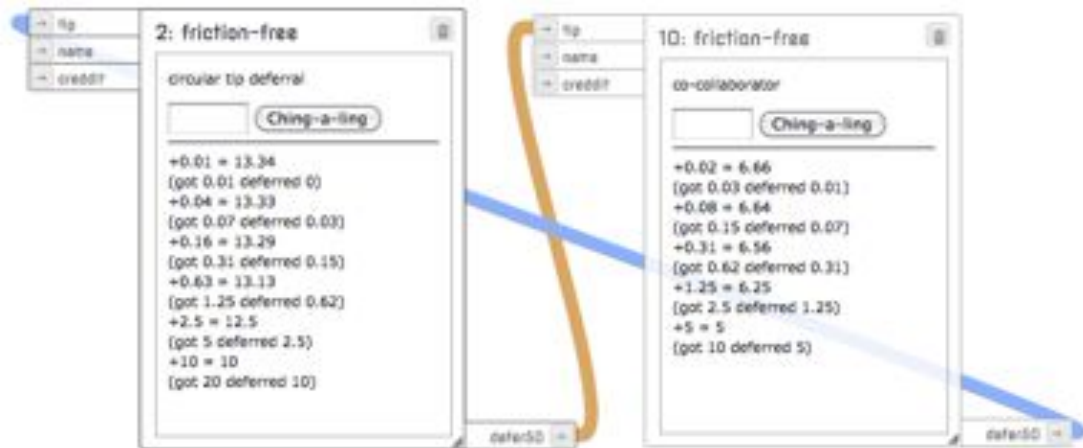 tip
name
creddit
2: friction-free
circular tip deferral
Ching-a-ling
+0.01 = 13.34
(got 0.01 deferred 0)
+0.04 = 13.33
(got 0.07 deferred 0.03)
+0.16 = 13.29
(got 0.31 deferred 0.15)
+0.63 = 13.13
(got 1.25 deferred 0.62)
+2.5 = 12.5
(got 5 deferred 2.5)
+10 = 10
(got 20 deferred 10)
defer50
tip
name
creddit
10: friction-free
co-collaborator
Ching-a-ling
+0.02 = 6.66
(got 0.03 deferred 0.01)
+0.08 = 6.64
(got 0.15 deferred 0.07)
+0.31 = 6.56
(got 0.62 deferred 0.31)
+1.25 = 6.25
(got 2.5 deferred 1.25)
+5 = 5
(got 10 deferred 5)
defer50